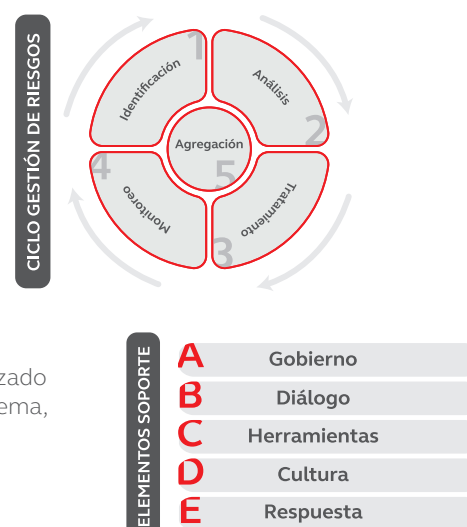 CICLO GESTIÓN DE RIESGOS
1
Identificación
Análisis
2
Agregación
5
4
Monitoreo
Tratamiento
3
zado
ema,
ELEMENTOS SOPORTE
A Gobierno
B Diálogo
C Herramientas
D Cultura
E Respuesta